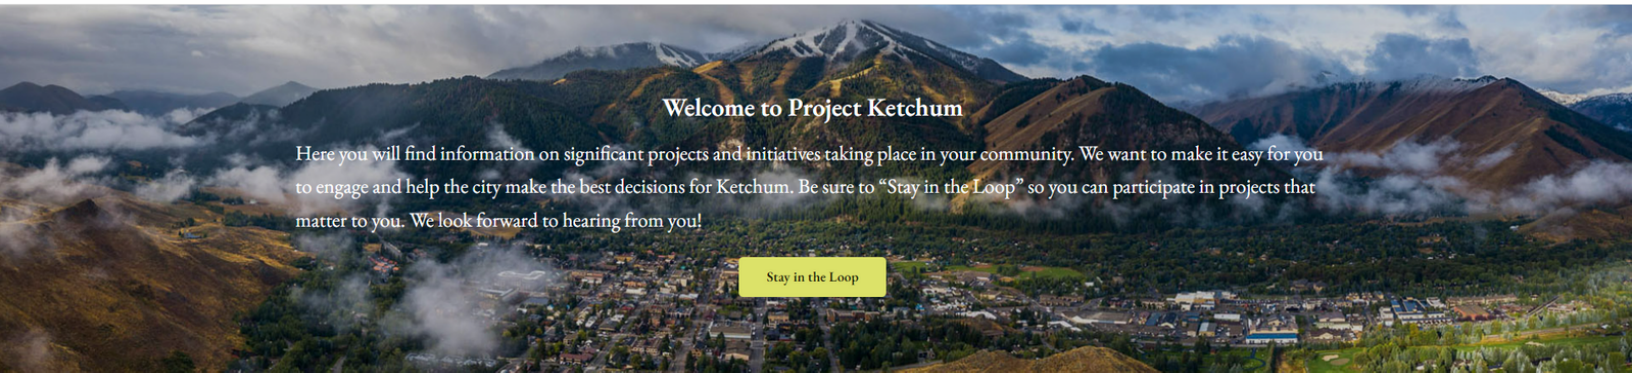 Welcome to Project Ketchum
Here you will find information on significant projects and initiatives taking place in your community. We want to make it easy for you
to engage and help the city make the best decisions for Ketchum. Be sure to “Stay in the Loop” so you can participate in projects that
matter to you. We look forward to hearing from you!
Stay in the Loop